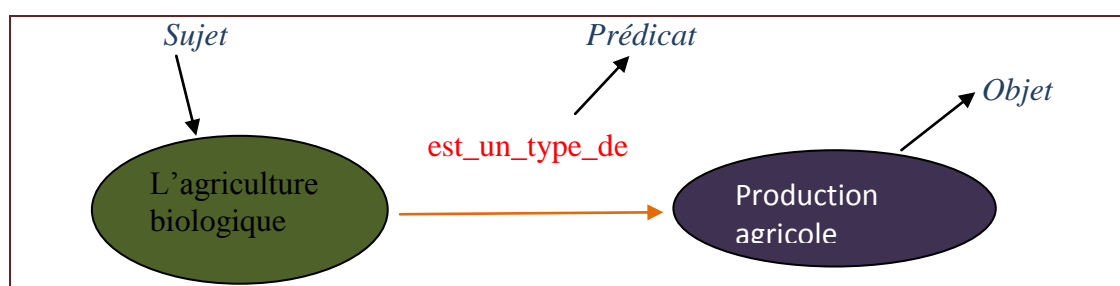 Sujet
Prédicat
Objet
est_un_type_de
L’agriculture
biologique
Production
agricole